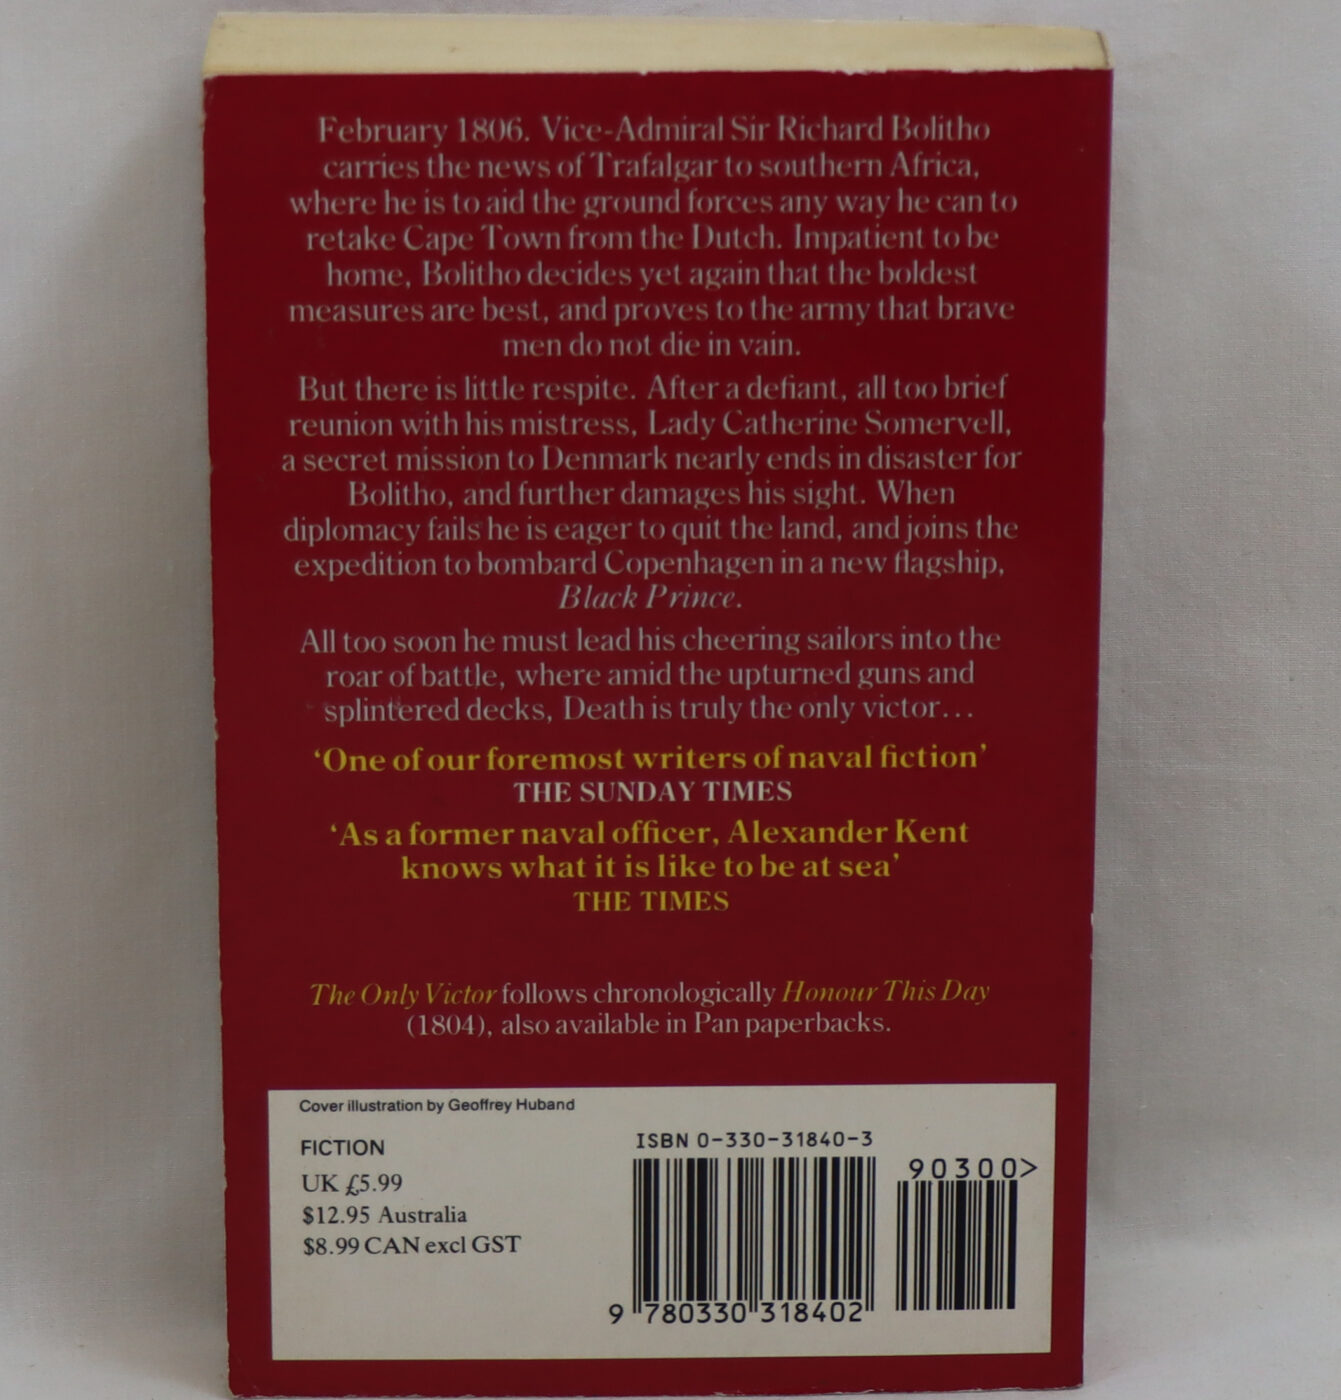 February 1806. Vice-Admiral Sir Richard Bolitho
carries the news of Trafalgar to southern Africa,
where he is to aid the ground forces any way he can to
retake Cape Town from the Dutch. Impatient to be
home, Bolitho decides yet again that the boldest
measures are best, and proves to the army that brave
men do not die in vain.
But there is little respite. After a defiant, all too brief
reunion with his mistress, Lady Catherine Somervell,
a secret mission to Denmark nearly ends in disaster for
Bolitho, and further damages his sight. When
diplomacy fails he is eager to quit the land, and joins the
expedition to bombard Copenhagen in a new flagship,
Black Prince.
All too soon he must lead his cheering sailors into the
roar of battle, where amid the upturned guns and
splintered decks, Death is truly the only victor...
‘One of our foremost writers of naval fiction’
THE SUNDAY TIMES
‘As a former naval officer, Alexander Kent
knows what it is like to be at sea’
THE TIMES
The Only Victor follows chronologically Honour This Day
(1804), also available in Pan paperbacks.
Cover illustration by Geoffrey Huband
FICTION
UK £5.99
$12.95 Australia
$8.99 CAN excl GST
ISBN 0-330-31840-3
90300>
9 780330 318402